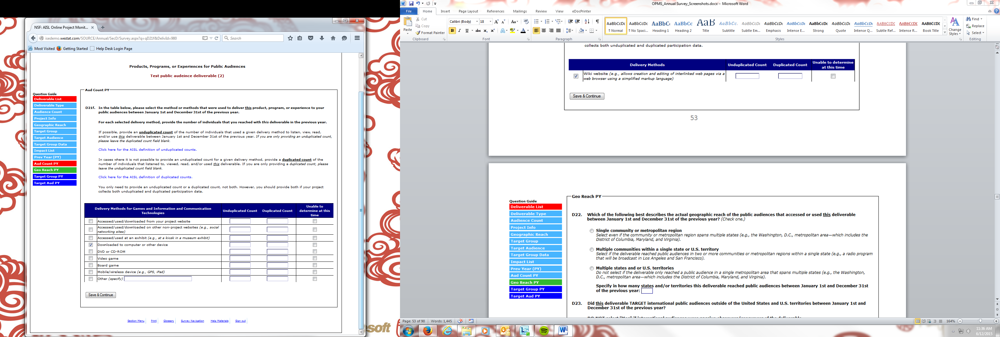 NSF: AISL Online Project Monit...
isedemo.westat.com/SOURCE/Annual/SecD/Survey.aspx?q=qD21f&DelivId=980
Search
Most Visited Getting Started Help Desk Login Page
Products, Programs, or Experiences for Public Audiences
Test public audeince deliverable (2)
Question Guide
Deliverable List
Deliverable Type
Audience Count
Project Info
Geographic Reach
Target Group
Target Audience
Target Group Data
Impact List
Prev Year (PY)
Aud Count PY
Geo Reach PY
Target Group PY
Target Aud PY
Aud Count PY
D21f. In the table below, please select the method or methods that were used to deliver this product, program, or experience to your
public audiences between January 1st and December 31st of the previous year.
For each selected delivery method, provide the number of individuals that you reached with this deliverable in the previous year.
If possible, provide an unduplicated count of the number of individuals that used a given delivery method to listen, view, read,
and/or use this deliverable between January 1st and December 31st of the previous year. If you are only providing an unduplicated count,
please leave the duplicated count field blank.
Click here for the AISL definition of unduplicated counts.
In cases where it is not possible to provide an unduplicated count for a given delivery method, provide a duplicated count of the
number of individuals that listened to, viewed, read, and/or used this deliverable. If you are only providing a duplicated count, please
leave the unduplicated count field blank.
Click here for the AISL definition of duplicated counts.
You only need to provide an unduplicated count or a duplicated count, not both. However, you should provide both if your project
collects both unduplicated and duplicated participation data.
Delivery Methods for Games and Information and Communication
Technologies
Unduplicated Count
Duplicated Count
Unable to
determine at this
time
Accessed/used/downloaded from your project website
Accessed/used/downloaded on other non-project websites (e.g., social
networking sites)
Accessed/used at an exhibit (e.g., at a kiosk in a museum exhibit)
Downloaded to computer or other device
DVD or CD-ROM
Video game
Board game
Mobile/wireless device (e.g., GPS, iPad)
Other (specify)
Save & Continue
Section Menu Print Glossary Survey Navigation Help Materials Sign out
soft
OPMS_Annual Survey_Screenshots.docx - Microsoft Word
File Home Insert Page Layout References Mailings Review View eDocPrinter
Paste
Cut
Copy
Format Painter
Clipboard
Calibri (Body) 18
Font
Paragraph
AaBbCcDc AaBbCcDc AaBbC AaBbCc AaB AaBbCc. AaBbCcDc AaBbCcDc AaBbCcDc AaBbCcDc AaBbCcDc AaBbCcDc AABBCCDC AABBCCDC AABBCCDC
¶ Normal ¶ No Spaci... Heading 1 Heading 2 Title Subtitle Subtle Em... Emphasis Intense E... Strong Quote Intense Q... Subtle Ref... Intense R... Book Title
Change
Styles
Styles
Find
Replace
Select
Editing
collects both unduplicated and duplicated participation data.
Delivery Methods
Unduplicated Count
Duplicated Count
Unable to determine
at this time
Wiki website (e.g., allows creation and editing of interlinked web pages via a
web browser using a simplified markup language)
Save & Continue
53
Question Guide
Deliverable List
Deliverable Type
Audience Count
Project Info
Geographic Reach
Target Group
Target Audience
Target Group Data
Impact List
Prev Year (PY)
Aud Count PY
Geo Reach PY
Target Group PY
Target Aud PY
Geo Reach PY
D22. Which of the following best describes the actual geographic reach of the public audiences that accessed or used this deliverable
between January 1st and December 31st of the previous year? (Check one.)
Single community or metropolitan region
Select even if the community or metropolitan region spans multiple states (e.g., the Washington, D.C., metropolitan area—which includes the
District of Columbia, Maryland, and Virginia).
Multiple communities within a single state or U.S. territory
Select if the deliverable reached public audiences in two or more communities or metropolitan regions within a single state (e.g., a radio program
that will be broadcast in Los Angeles and San Francisco).
Multiple states and or U.S. territories
Do not select if the deliverable only reached a public audience in a single metropolitan area that spans multiple states (e.g., the Washington,
D.C., metropolitan area—which includes the District of Columbia, Maryland, and Virginia).
Specify in how many states and/or territories this deliverable reached public audiences between January 1st and December 31st
of the previous year:
D23. Did this deliverable TARGET international public audiences outside of the United States and U.S. territories between January 1st and
December 31st of the previous year?
Page: 53 of 90 Words: 1,445
164%
11:36 AM
6/12/2015